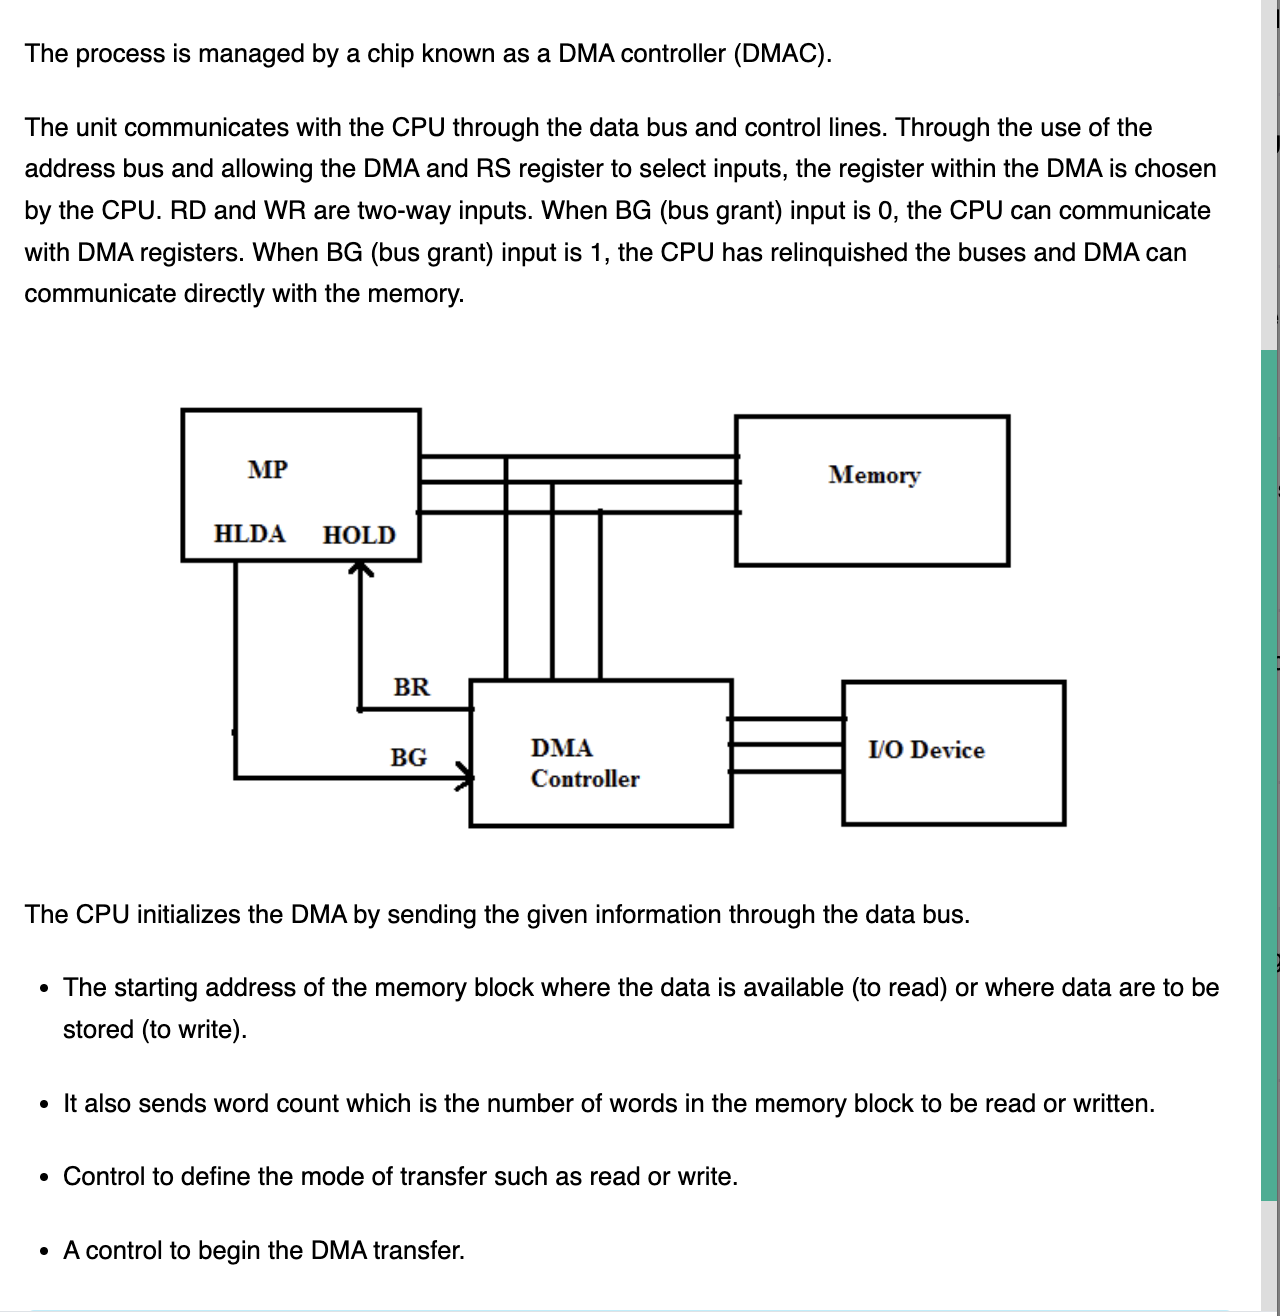 The process is managed by a chip known as a DMA controller (DMAC).
The unit communicates with the CPU through the data bus and control lines. Through the use of the
address bus and allowing the DMA and RS register to select inputs, the register within the DMA is chosen
by the CPU. RD and WR are two-way inputs. When BG (bus grant) input is 0, the CPU can communicate
with DMA registers. When BG (bus grant) input is 1, the CPU has relinquished the buses and DMA can
communicate directly with the memory.
MP
Memory
HLDA HOLD
BR
BG
DMA
Controller
I/O Device
The CPU initializes the DMA by sending the given information through the data bus.
• The starting address of the memory block where the data is available (to read) or where data are to be
stored (to write).
• It also sends word count which is the number of words in the memory block to be read or written.
• Control to define the mode of transfer such as read or write.
• A control to begin the DMA transfer.